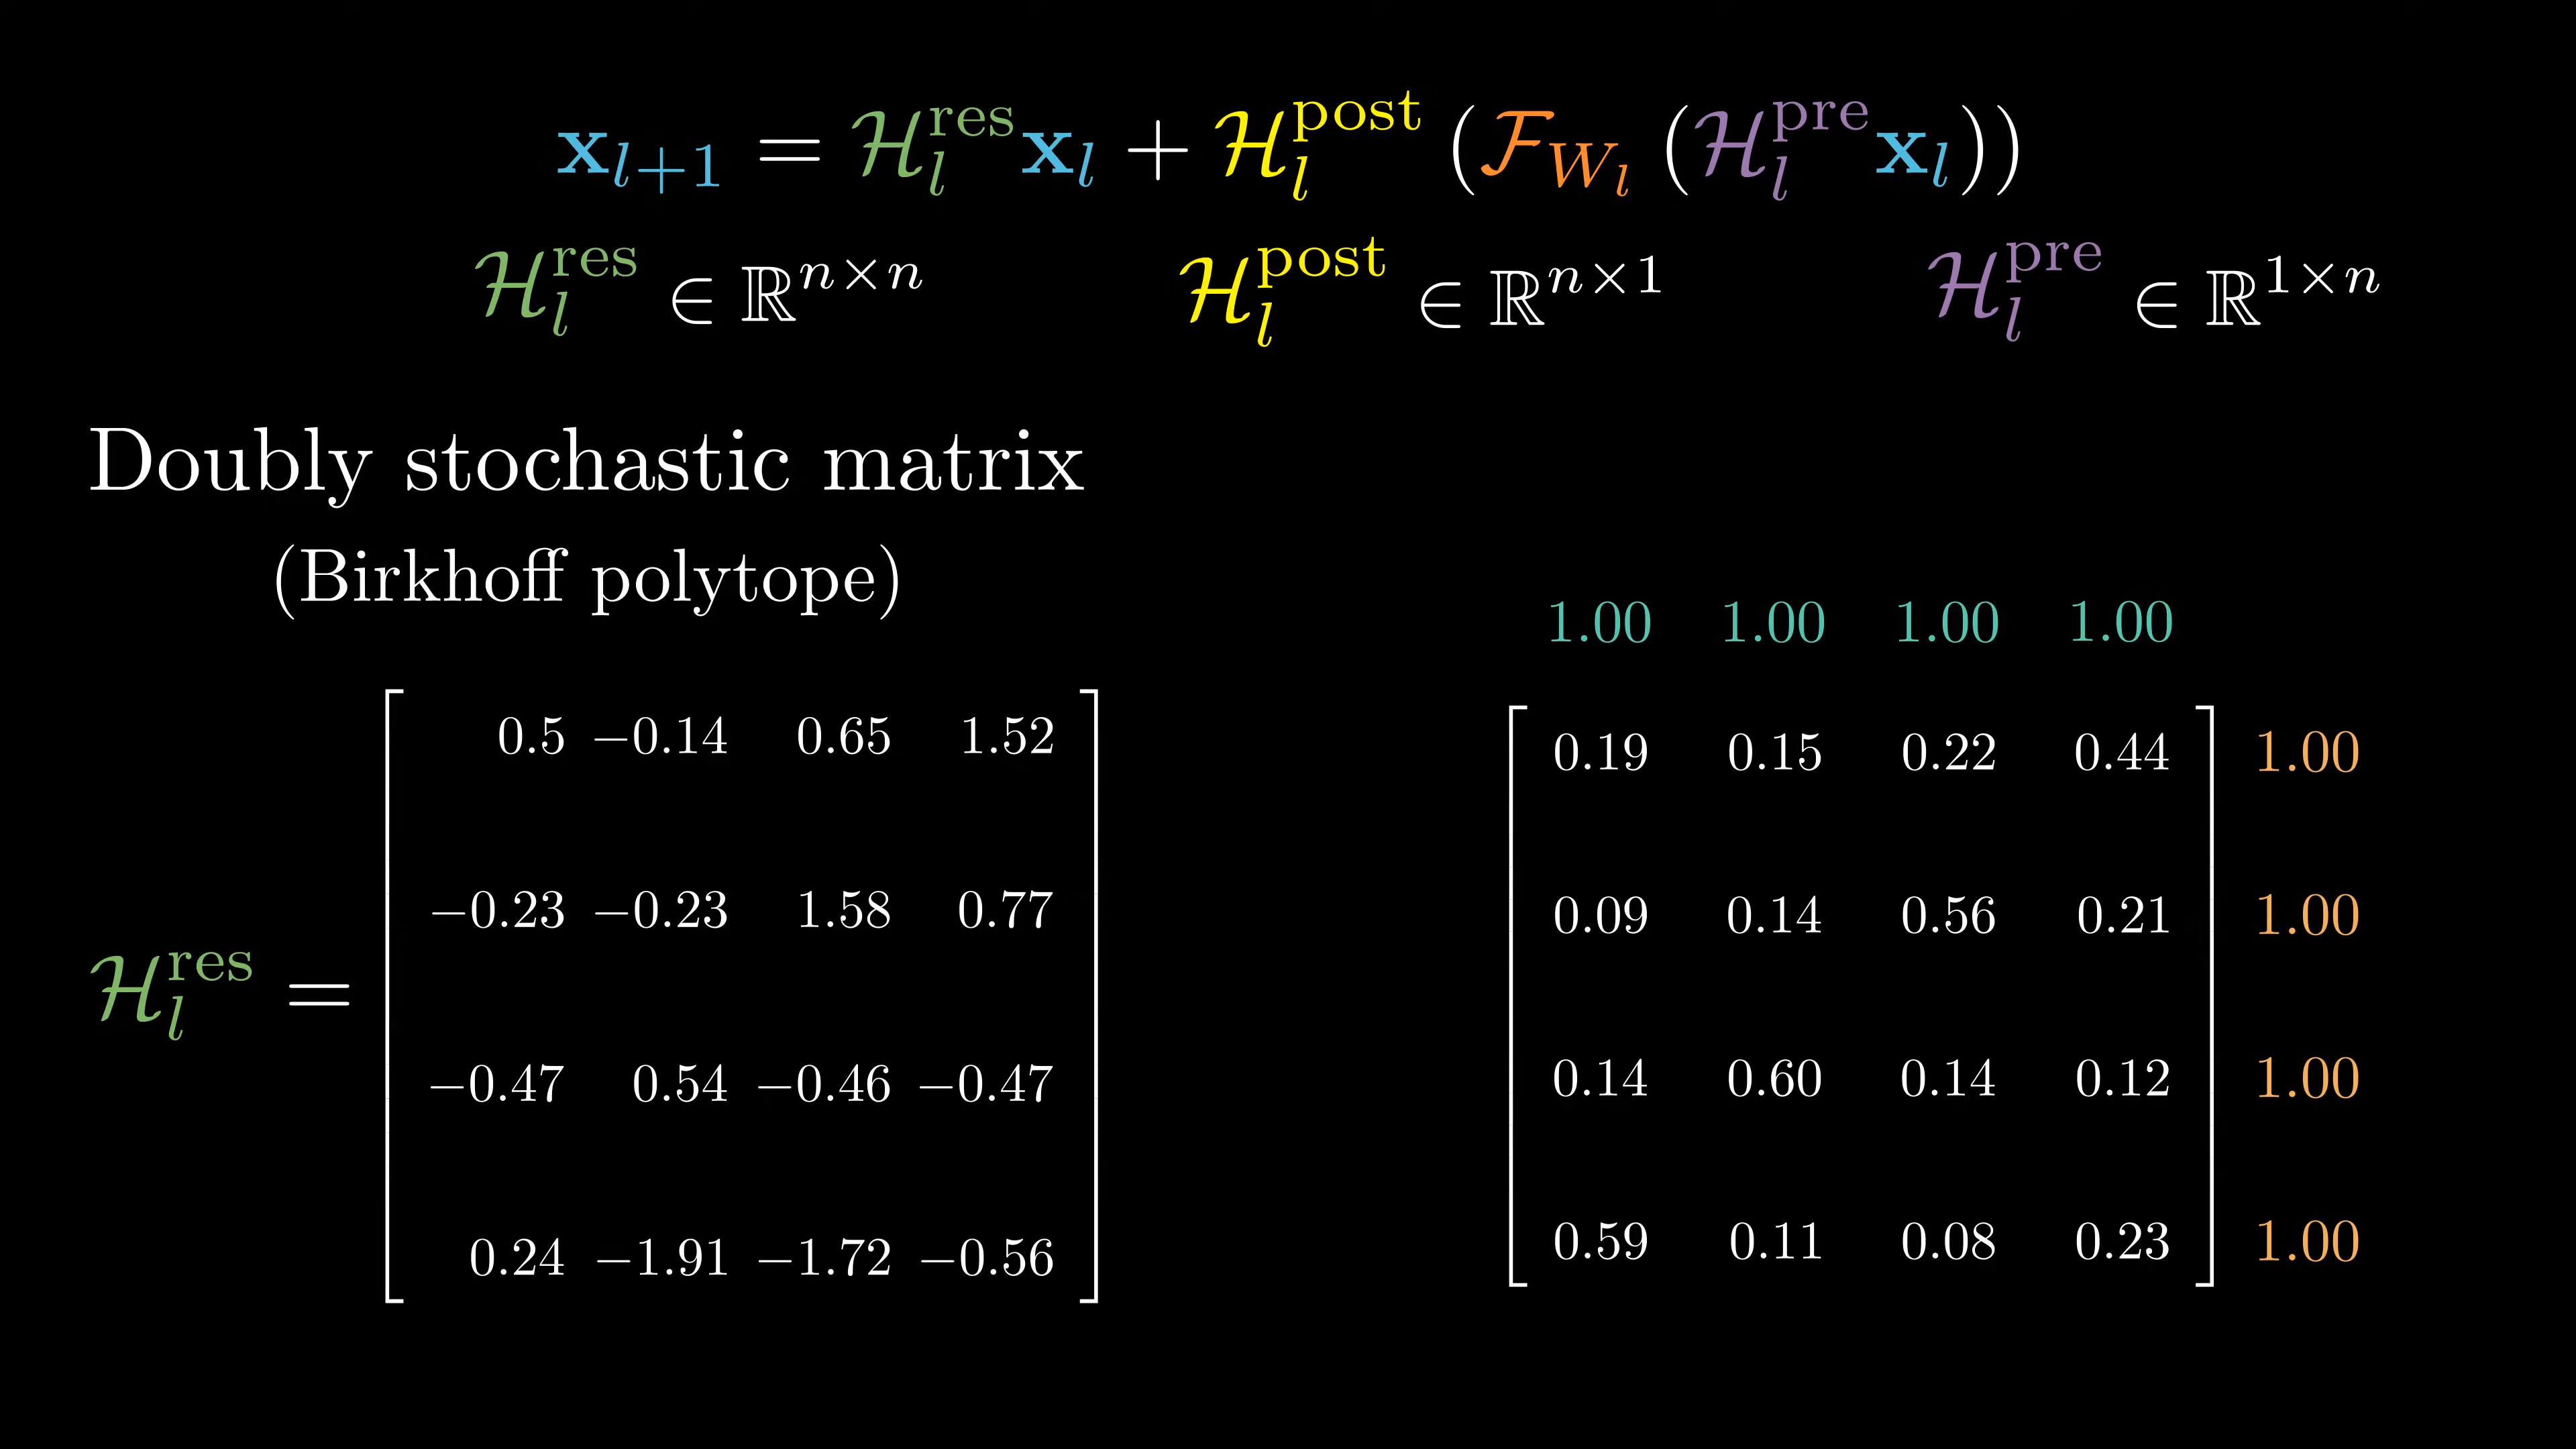 𝐱_{l+1} = ℋ_l^{res} 𝐱_l + ℋ_l^{post} (ℱ_{W_l} (ℋ_l^{pre} 𝐱_l))
ℋ_l^{res} ∈ ℝ^{n×n} ℋ_l^{post} ∈ ℝ^{n×1} ℋ_l^{pre} ∈ ℝ^{1×n}
Doubly stochastic matrix
(Birkhoff polytope)
ℋ_l^{res} =
0.5 −0.14 0.65 1.52
−0.23 −0.23 1.58 0.77
−0.47 0.54 −0.46 −0.47
0.24 −1.91 −1.72 −0.56
1.00 1.00 1.00 1.00
0.19 0.15 0.22 0.44 1.00
0.09 0.14 0.56 0.21 1.00
0.14 0.60 0.14 0.12 1.00
0.59 0.11 0.08 0.23 1.00